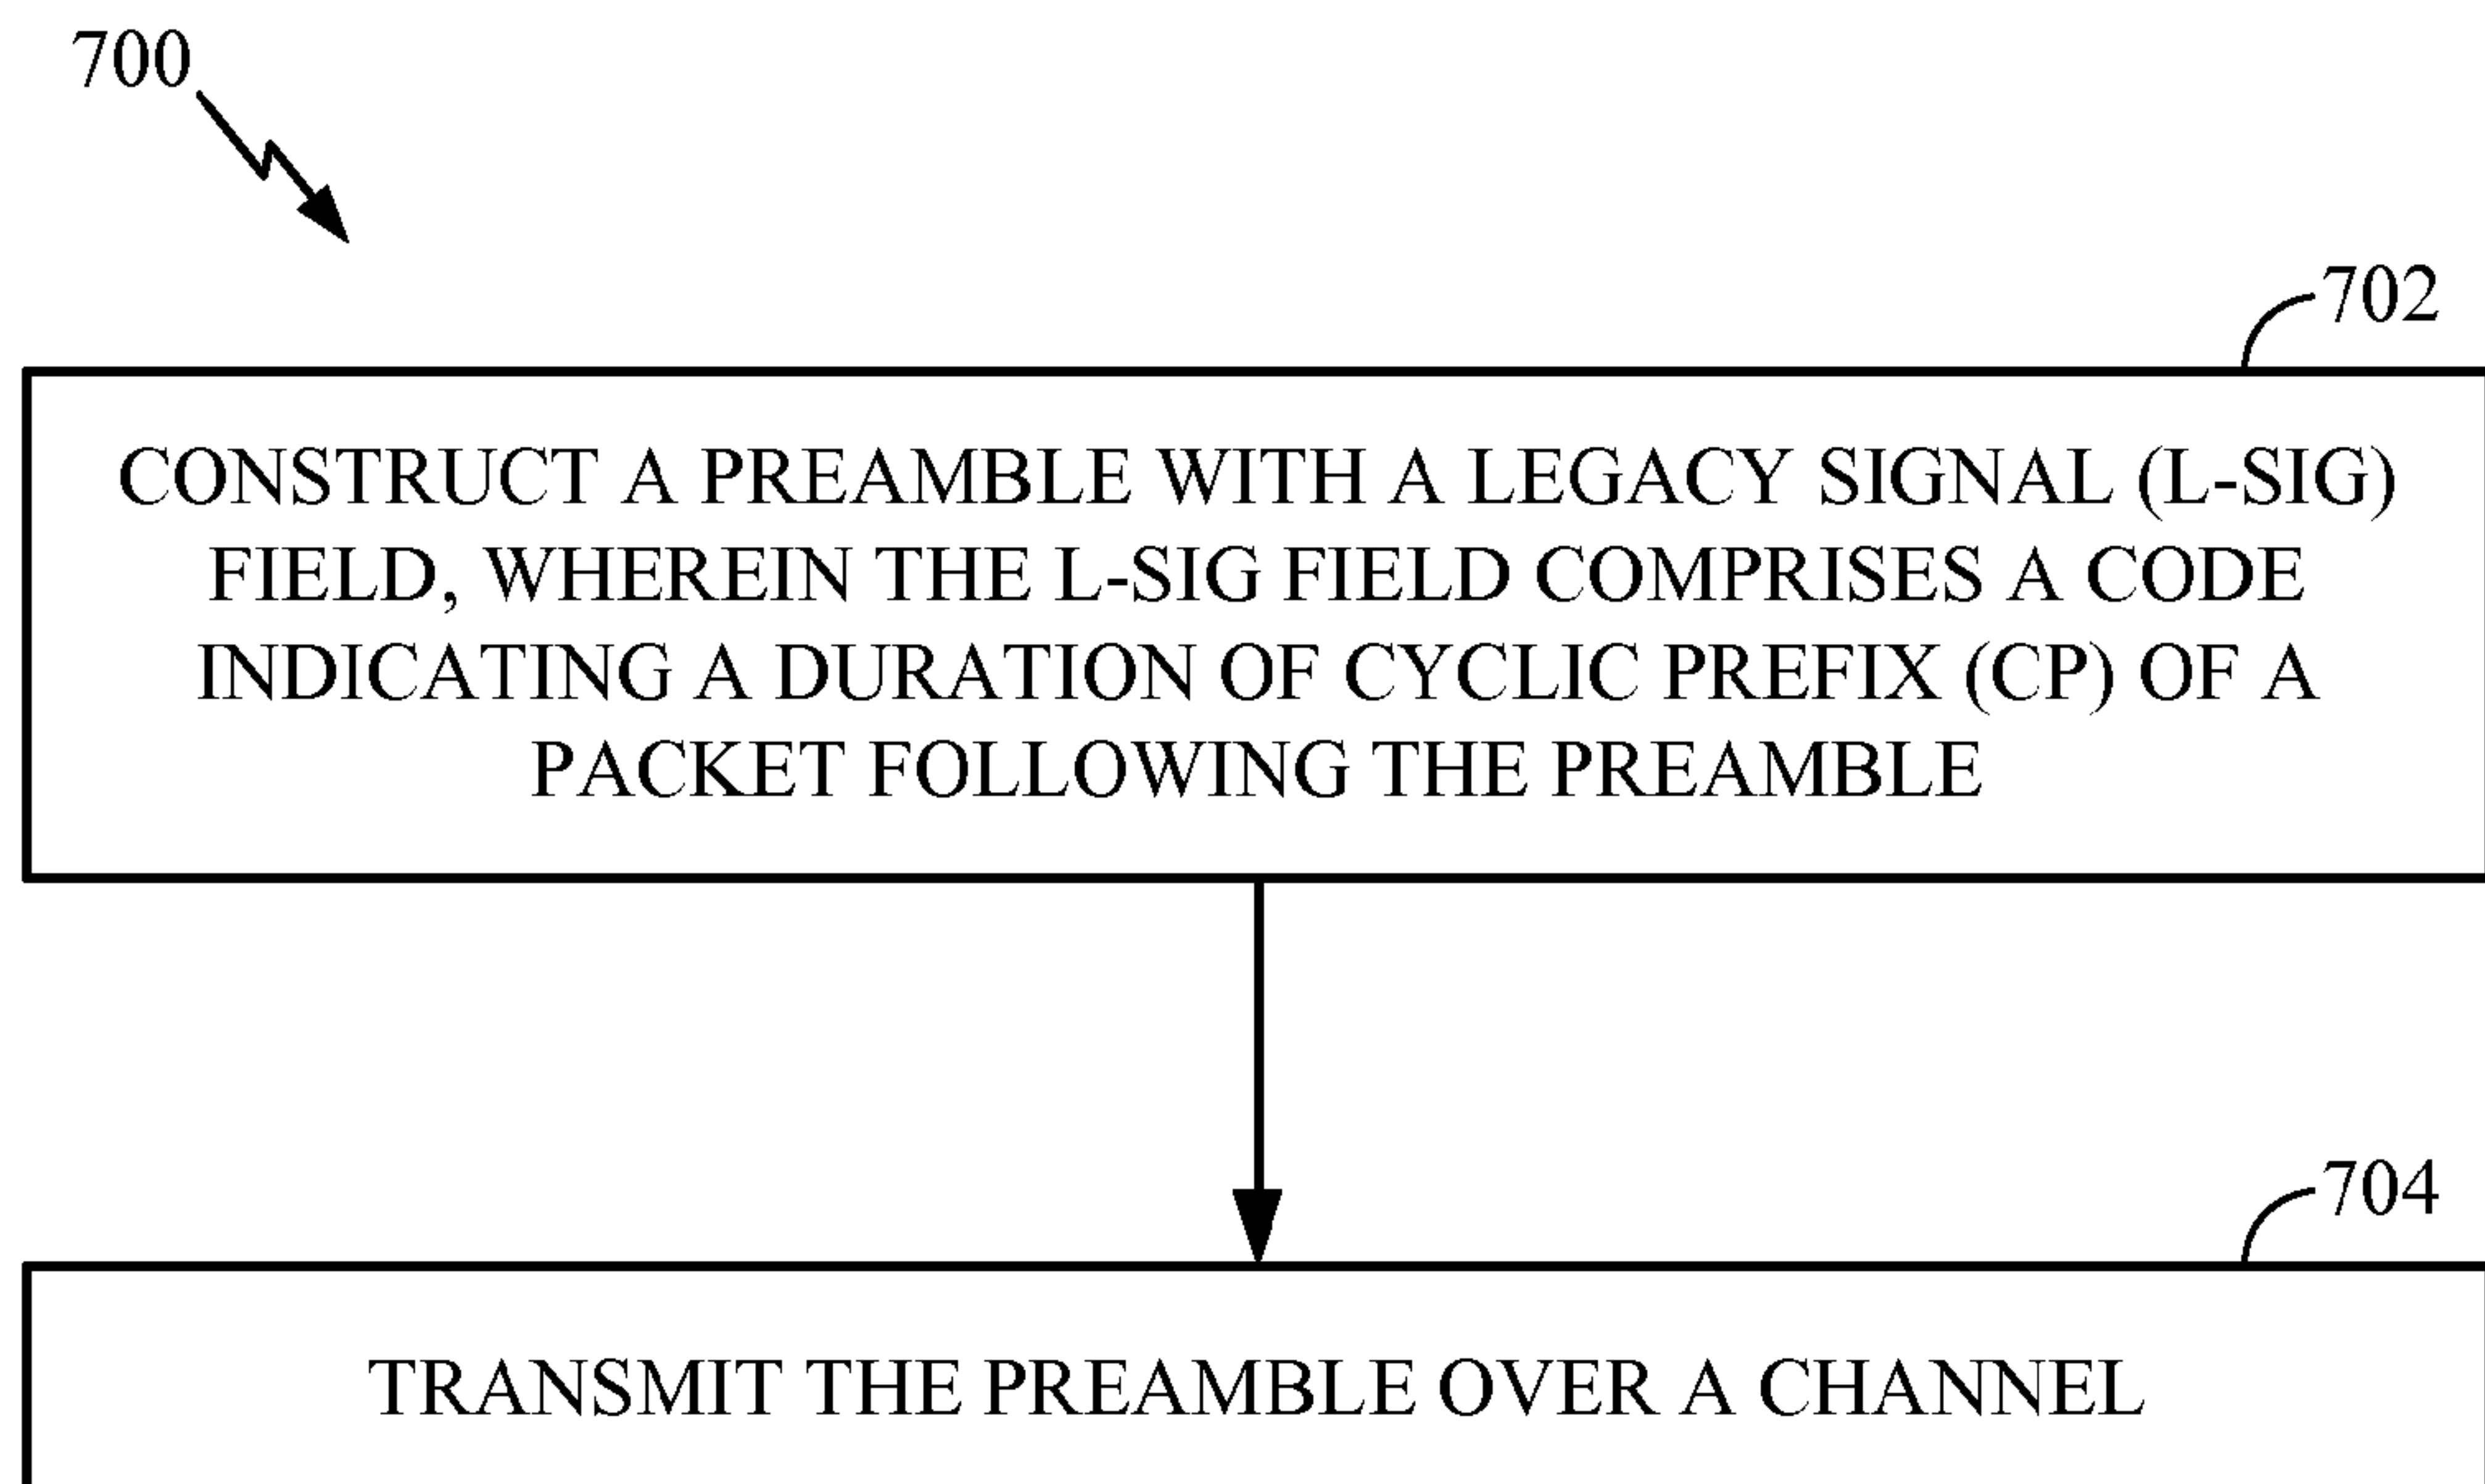 700
702
CONSTRUCT A PREAMBLE WITH A LEGACY SIGNAL (L-SIG)
FIELD, WHEREIN THE L-SIG FIELD COMPRISES A CODE
INDICATING A DURATION OF CYCLIC PREFIX (CP) OF A
PACKET FOLLOWING THE PREAMBLE
704
TRANSMIT THE PREAMBLE OVER A CHANNEL